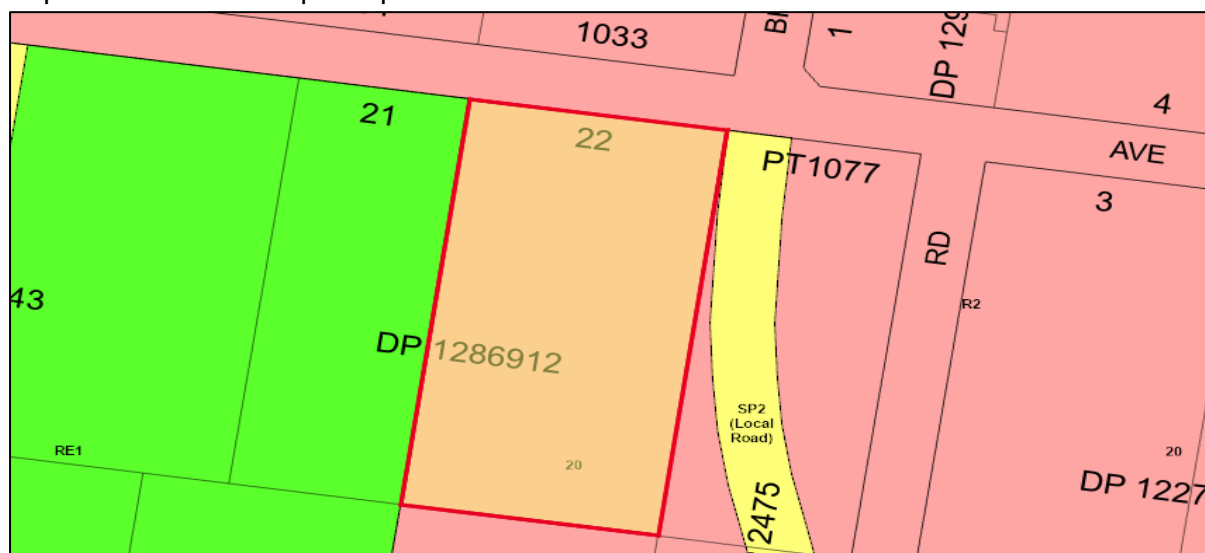 1033
1
DP 129
4
21
22
AVE
PT1077
3
RD
43
R2
DP 1286912
SP2
(Local
Road)
RE1
20
20
2475
DP 1227